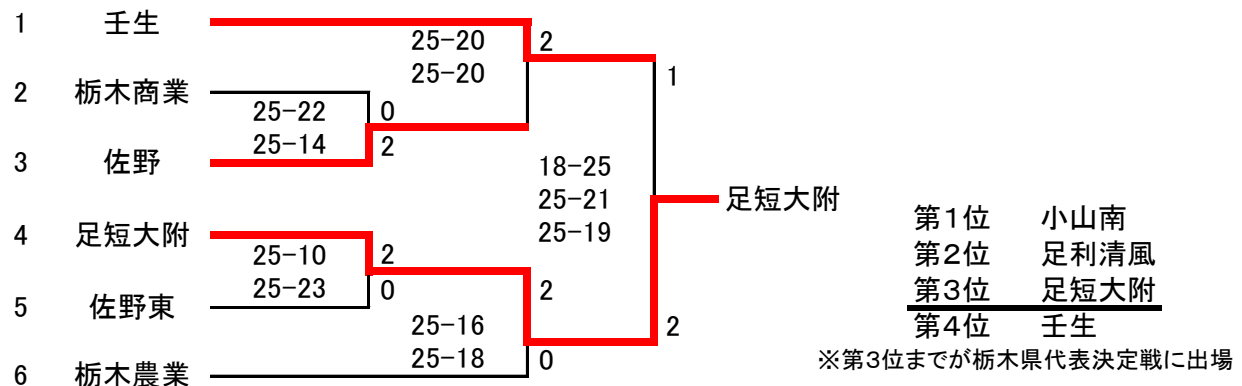 1 壬生
25-20 2
25-20
1
2 栃木商業
25-22 0
25-14 2
3 佐野
18-25
25-21
25-19
足短大附
4 足短大附
25-10 2
25-23 0
5 佐野東
2
25-16
25-18 0
2
6 栃木農業
第1位 小山南
第2位 足利清風
第3位 足短大附
第4位 壬生
※第3位までが栃木県代表決定戦に出場